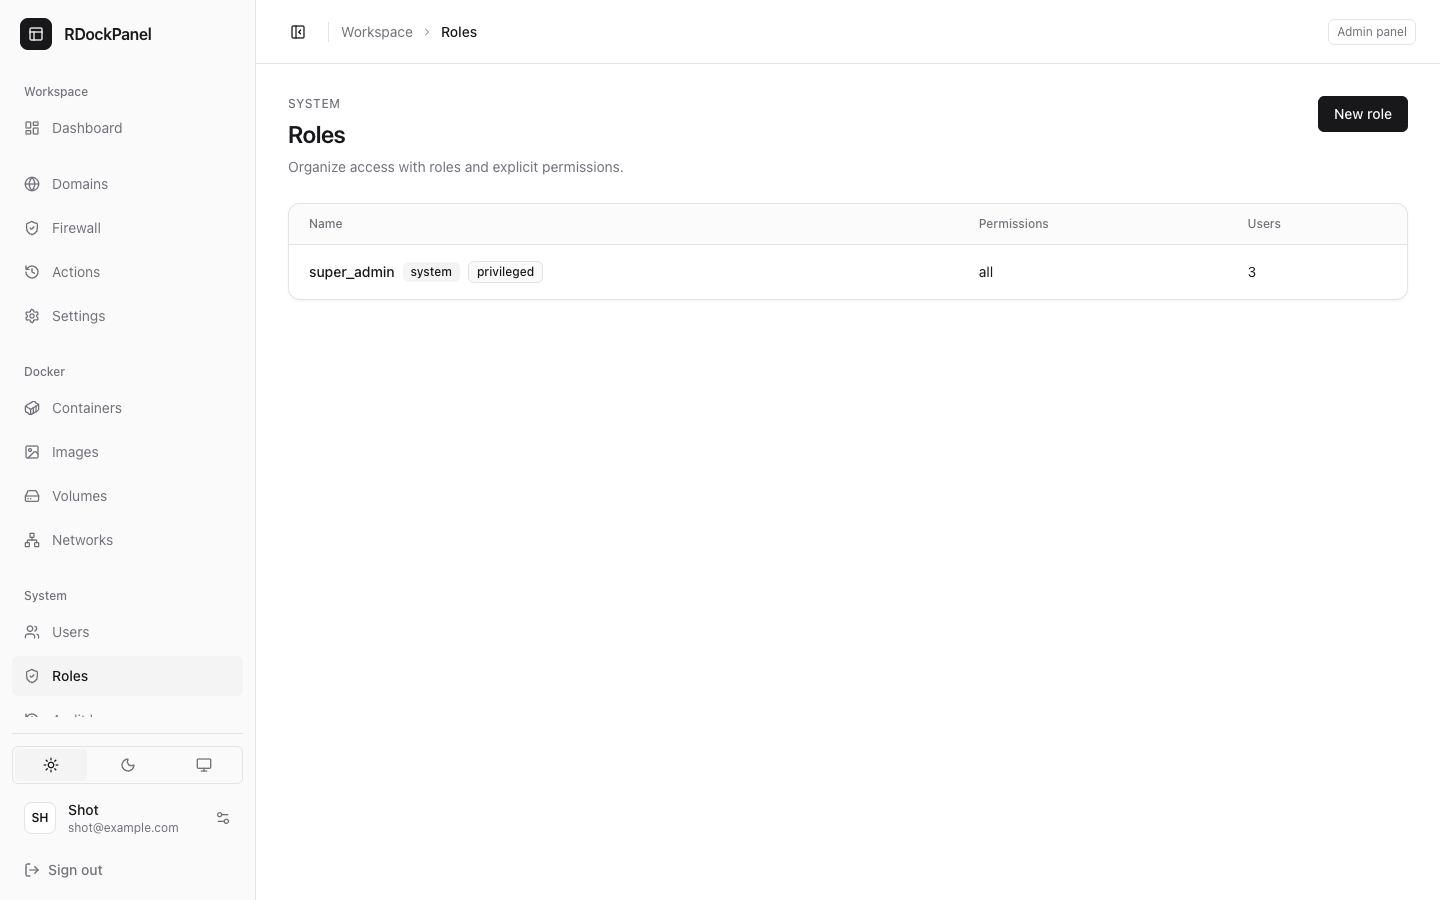 RDockPanel
Workspace
Dashboard
Domains
Firewall
Actions
Settings
Docker
Containers
Images
Volumes
Networks
System
Users
Roles
SH
Shot
shot@example.com
Sign out
Workspace > Roles
Admin panel
SYSTEM
Roles
Organize access with roles and explicit permissions.
New role
Name Permissions Users
super_admin system privileged all 3